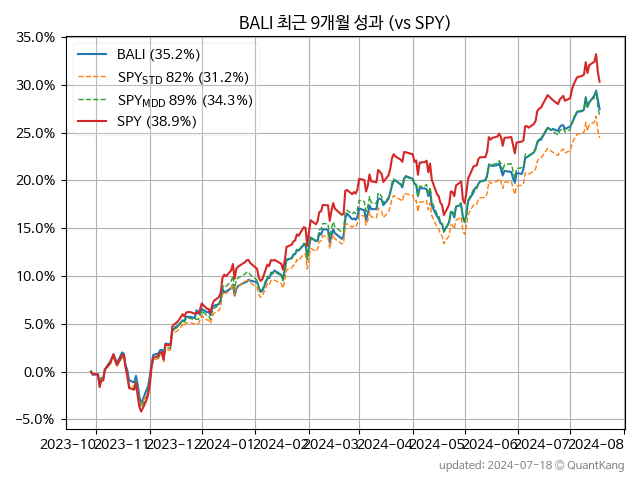 BALI 최근 9개월 성과 (vs SPY)
35.0%
30.0%
25.0%
20.0%
15.0%
10.0%
5.0%
0.0%
−5.0%
BALI (35.2%)
SPYSTD 82% (31.2%)
SPYMDD 89% (34.3%)
SPY (38.9%)
2023-10 2023-11 2023-12 2024-01 2024-02 2024-03 2024-04 2024-05 2024-06 2024-07 2024-08
updated: 2024-07-18 © QuantKang